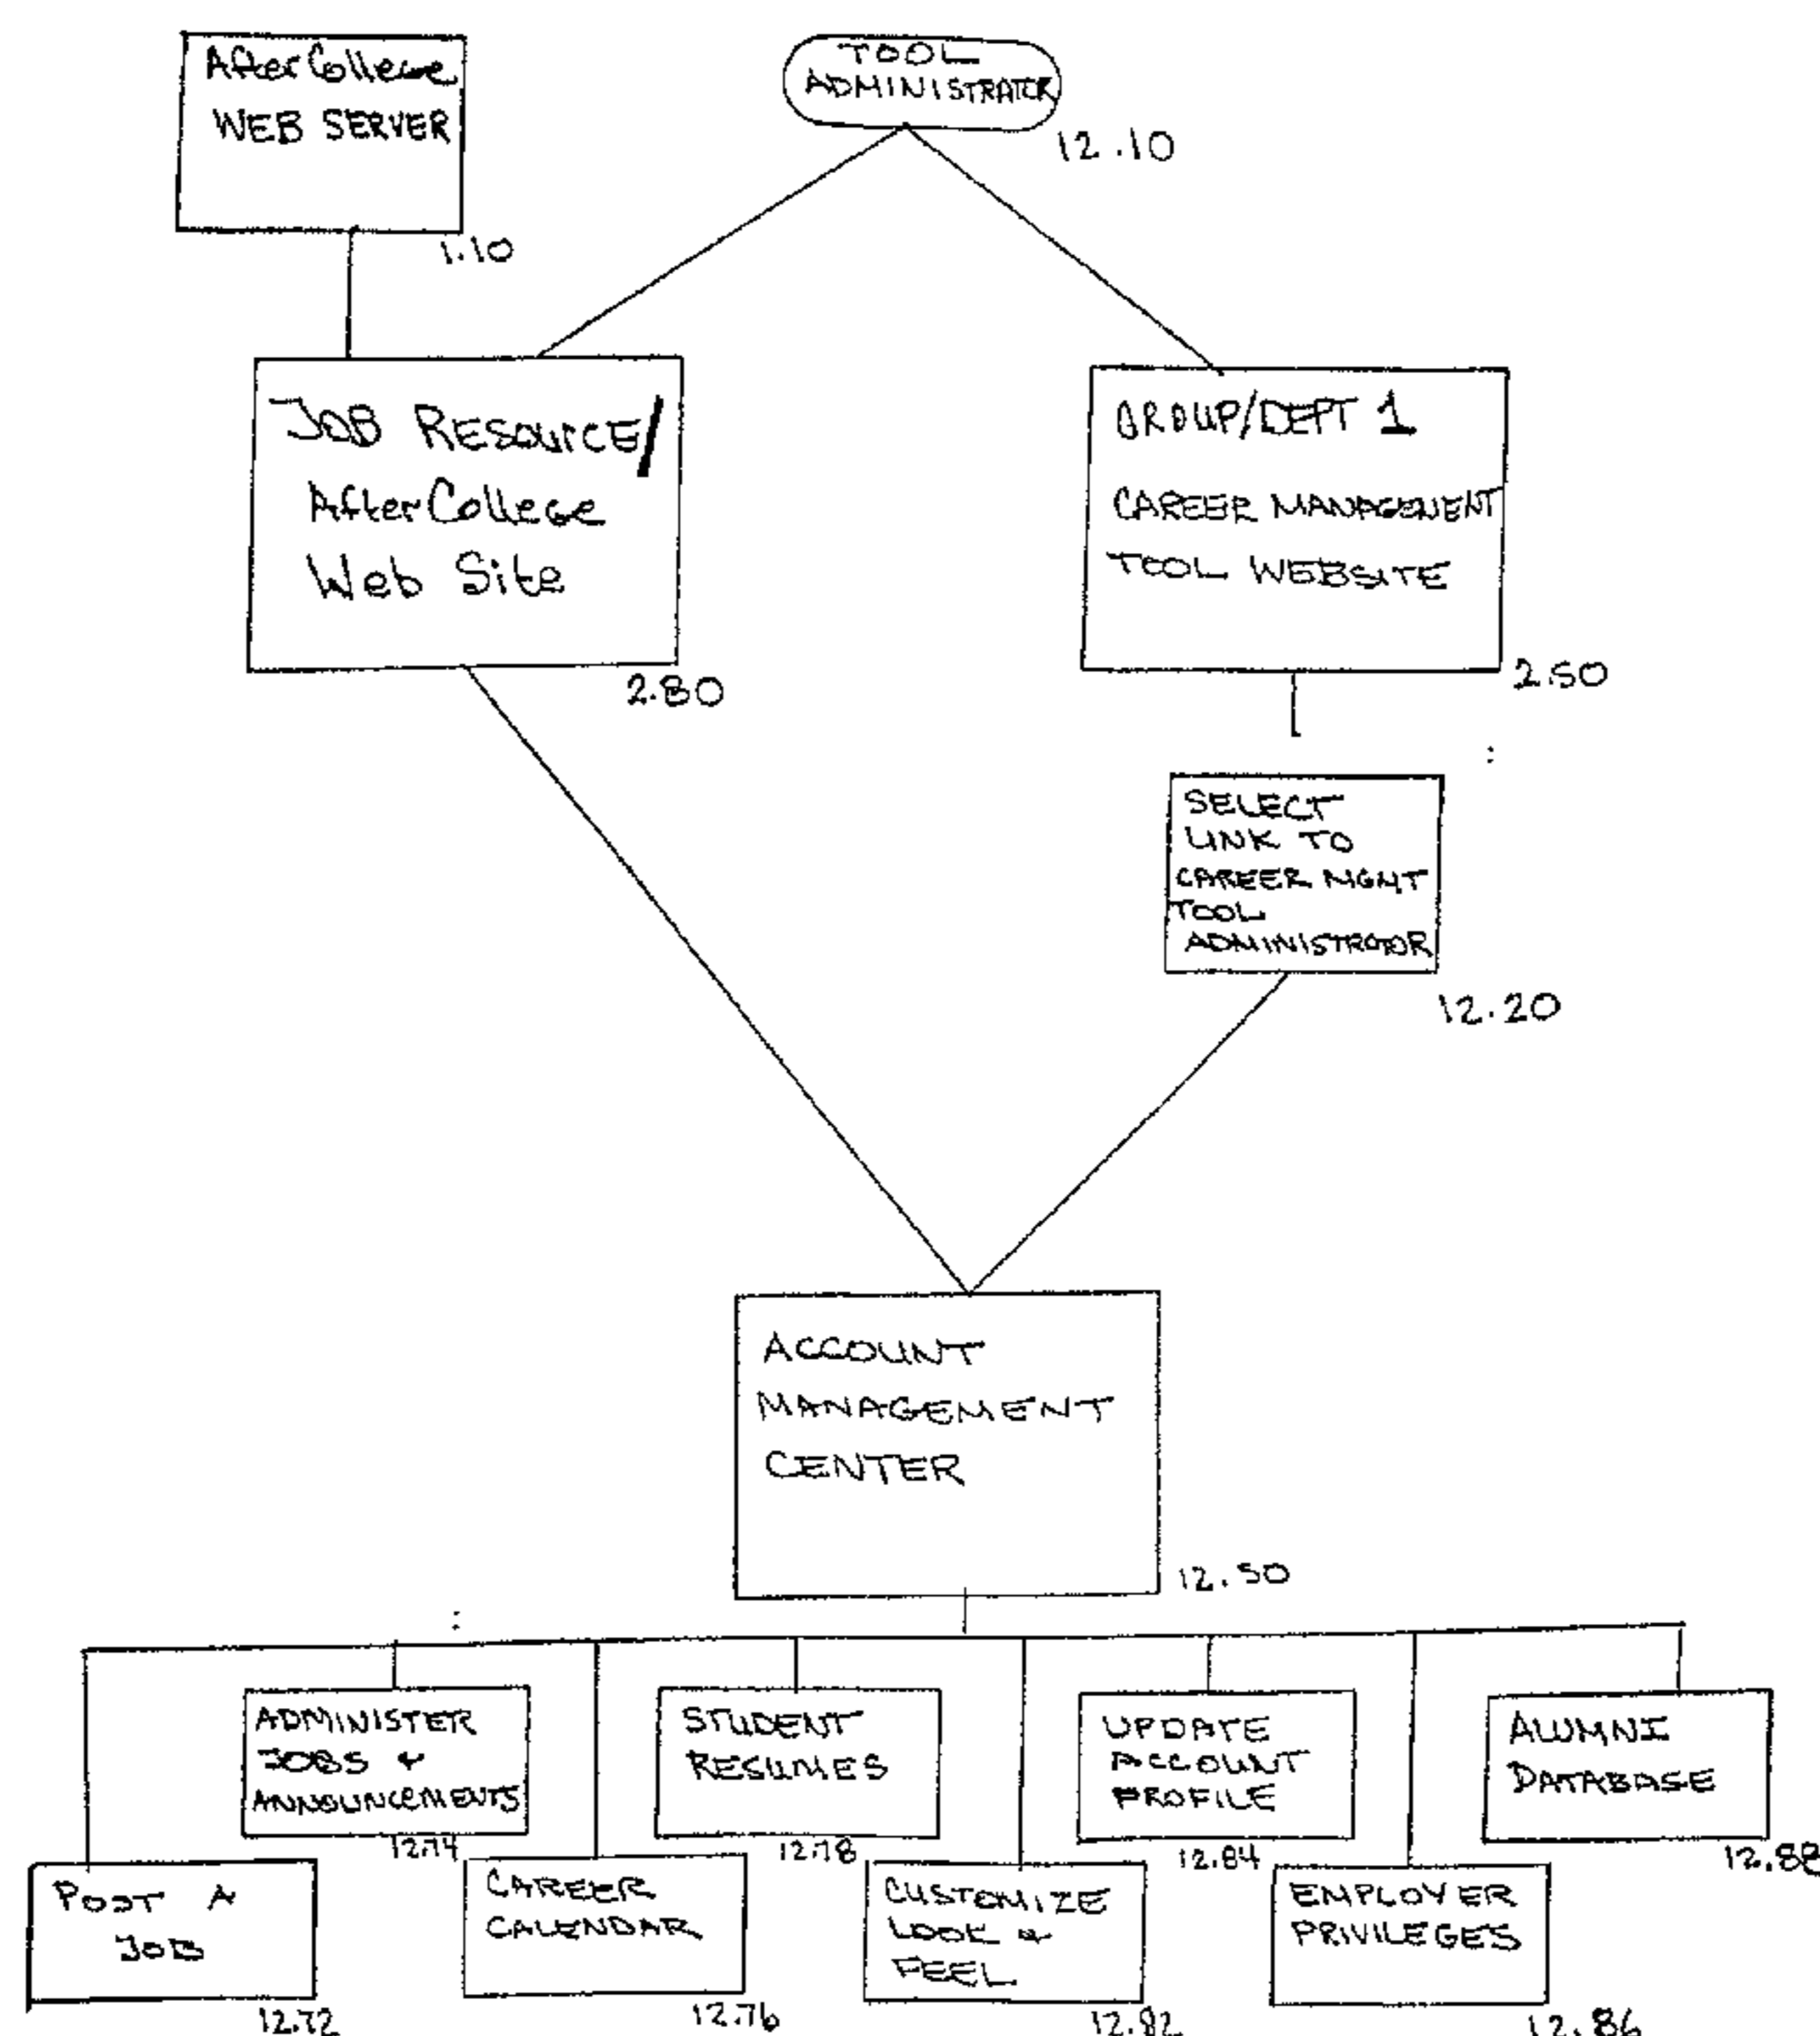 AfterCollege
WEB SERVER
1.10
TOOL
ADMINISTRATOR
12.10
JOB RESOURCE/
AfterCollege
Web Site
2.80
GROUP/DEPT 1
CAREER MANAGEMENT
TOOL WEBSITE
2.50
SELECT
LINK TO
CAREER MGMT
TOOL
ADMINISTRATOR
12.20
ACCOUNT
MANAGEMENT
CENTER
12.50
ADMINISTER
JOBS &
ANNOUNCEMENTS
12.74
STUDENT
RESUMES
12.78
UPDATE
ACCOUNT
PROFILE
12.84
ALUMNI
DATABASE
12.88
POST A
JOB
12.72
CAREER
CALENDAR
12.76
CUSTOMIZE
LOOK &
FEEL
12.82
EMPLOYER
PRIVILEGES
12.86